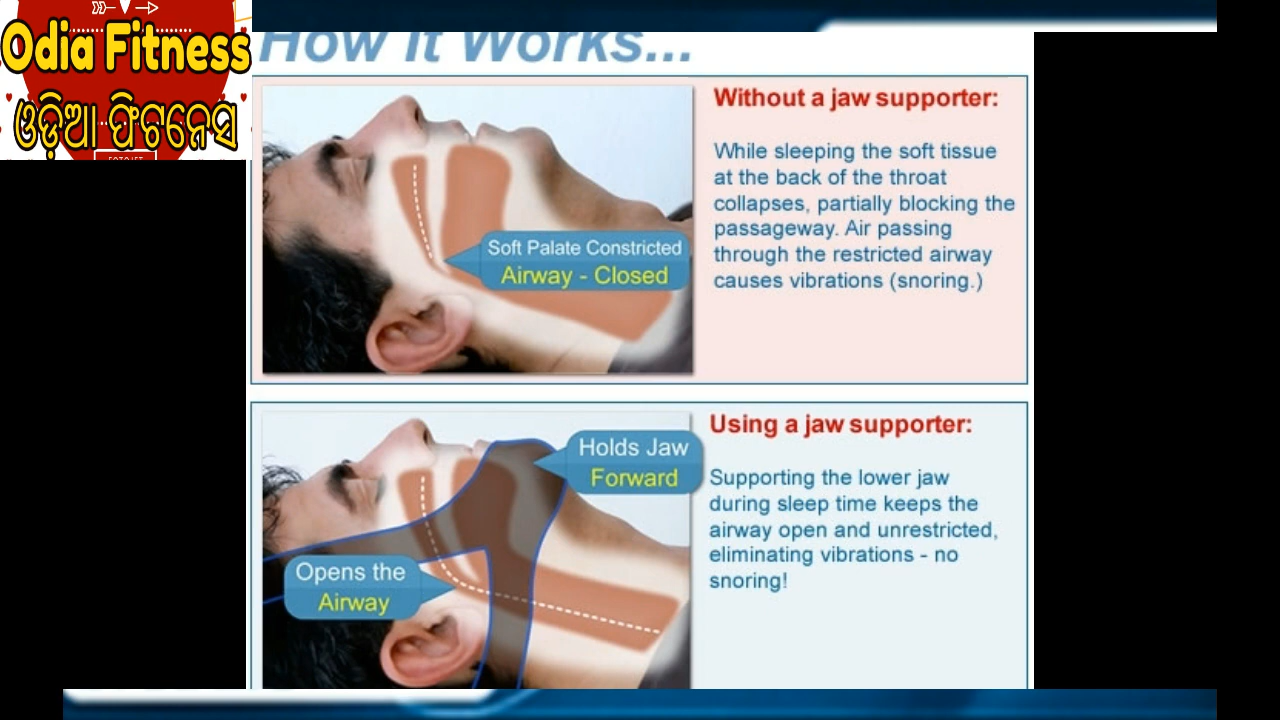 Odia Fitness
ଓଡ଼ିଆ ଫିଟନେସ
How it Works...
Without a jaw supporter:
While sleeping the soft tissue
at the back of the throat
collapses, partially blocking the
passageway. Air passing
through the restricted airway
causes vibrations (snoring.)
Soft Palate Constricted
Airway - Closed
Using a jaw supporter:
Supporting the lower jaw
during sleep time keeps the
airway open and unrestricted,
eliminating vibrations - no
snoring!
Holds Jaw
Forward
Opens the
Airway